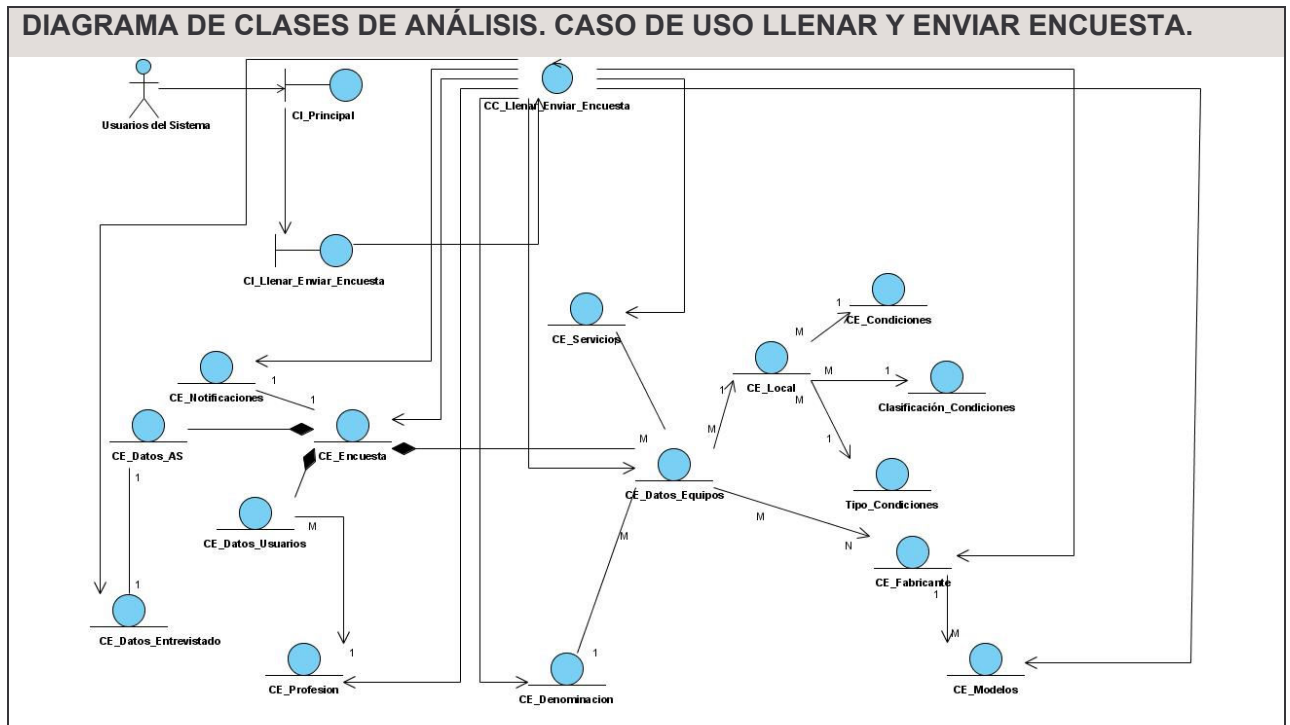 DIAGRAMA DE CLASES DE ANÁLISIS. CASO DE USO LLENAR Y ENVIAR ENCUESTA.
Usuarios del Sistema
CI_Principal
CC_Llenar_Enviar_Encuesta
CI_Llenar_Enviar_Encuesta
CE_Servicios
1
CE_Condiciones
M
CE_Notificaciones
1
1
CE_Local
1
M
M
1
Clasificación_Condiciones
CE_Datos_AS
CE_Encuesta
M
M
1
CE_Datos_Equipos
Tipo_Condiciones
1
CE_Datos_Usuarios
M
M
M
N
CE_Fabricante
1
1
M
CE_Datos_Entrevistado
1
CE_Profesion
1
CE_Denominacion
CE_Modelos